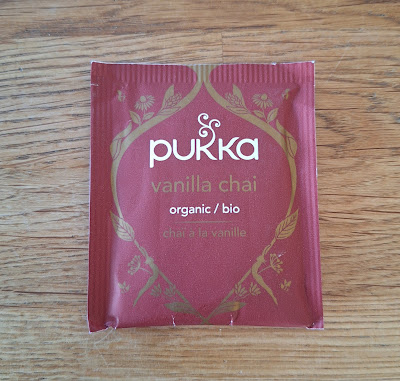 pukka
vanilla chai
organic / bio
chai à la vanille